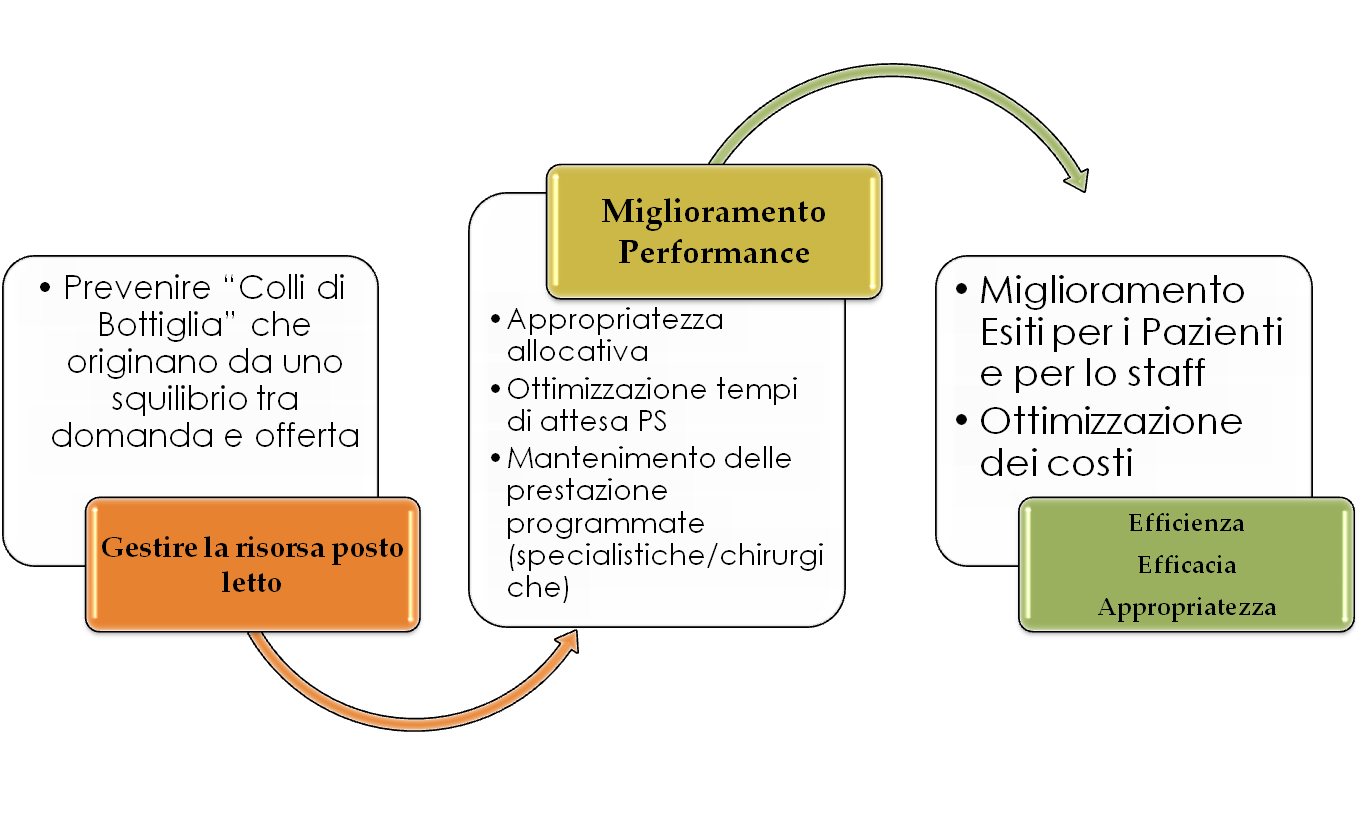 • Prevenire “Colli di
Bottiglia” che
originano da uno
squilibrio tra
domanda e offerta
Gestire la risorsa posto
letto
Miglioramento
Performance
• Appropriatezza
allocativa
• Ottimizzazione tempi
di attesa PS
• Mantenimento delle
prestazione
programmate
(specialistiche/chirurgi
che)
• Miglioramento
Esiti per i Pazienti
e per lo staff
• Ottimizzazione
dei costi
Efficienza
Efficacia
Appropriatezza